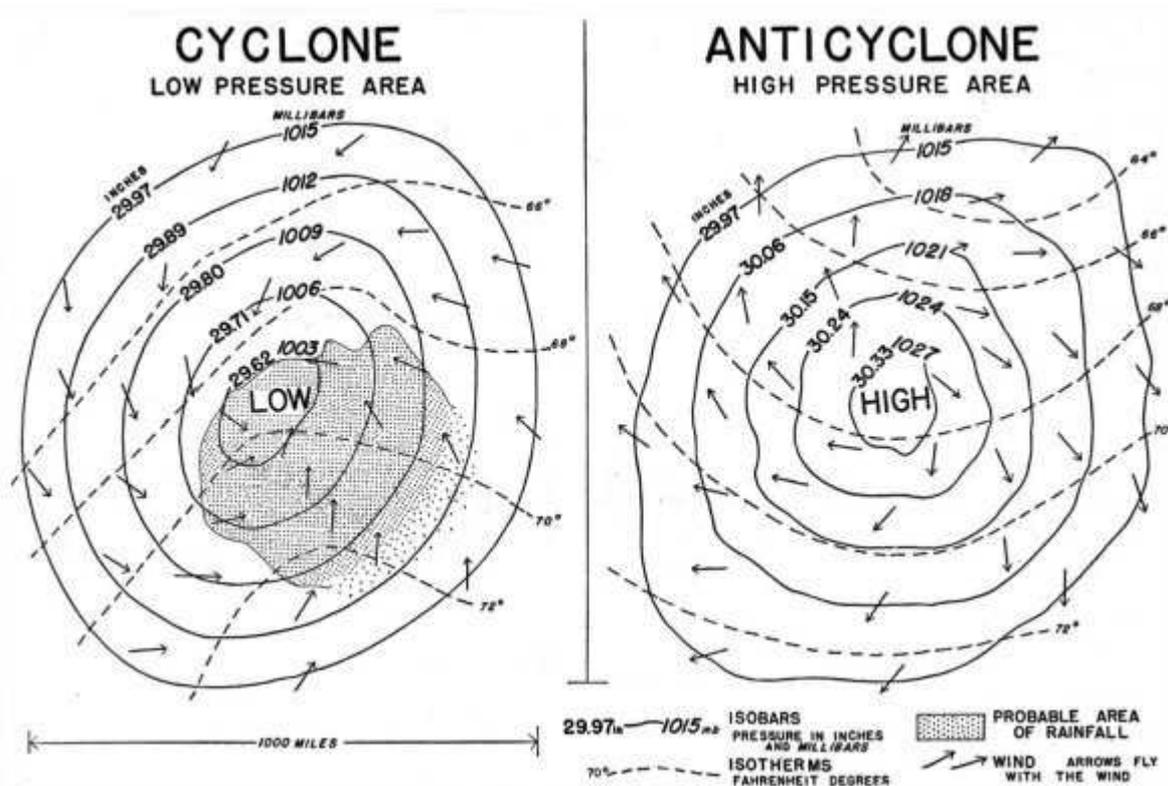 CYCLONE
LOW PRESSURE AREA
MILLIBARS
1015
INCHES
29.97
1012
29.89
1009
29.80
1006
29.71
1003
29.62
LOW
66°
68°
70°
72°
1000 MILES
ANTICYCLONE
HIGH PRESSURE AREA
MILLIBARS
1015
INCHES
29.97
1018
30.06
1021
30.15
1024
30.24
1027
30.33
HIGH
64°
66°
68°
70
72°
29.97in 1015mb ISOBARS
PRESSURE IN INCHES
AND MILLIBARS
70° ISOTHERMS
FAHRENHEIT DEGREES
PROBABLE AREA
OF RAINFALL
WIND ARROWS FLY
WITH THE WIND